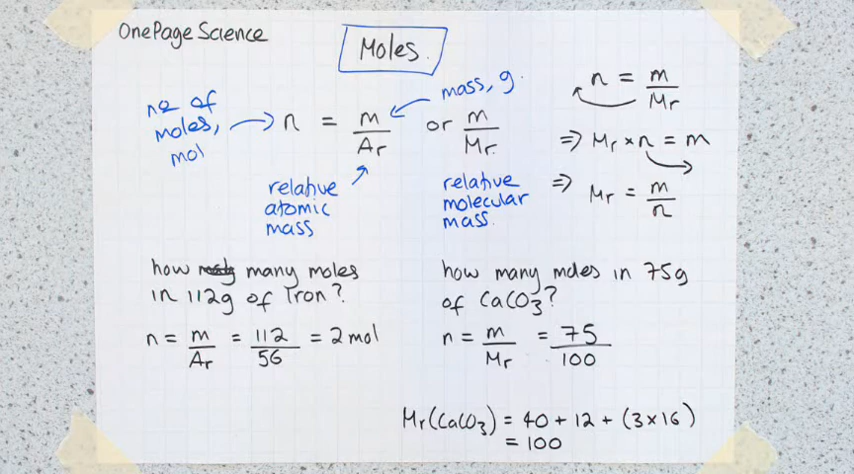 OnePage Science
Moles
nº of
moles,
mol
n = m/Ar or m/Mr
mass, g.
relative
atomic
mass
relative
molecular
mass.
n = m/Mr
⇒ Mr × n = m
⇒ Mr = m/n
how many moles
in 112g of Iron?
n = m/Ar = 112/56 = 2 mol
how many moles in 75g
of CaCO3?
n = m/Mr = 75/100
Mr(CaCO3) = 40 + 12 + (3×16)
= 100